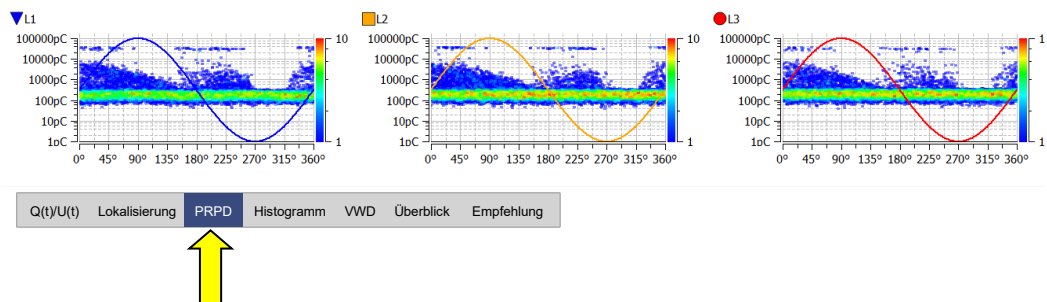 L1 L2 L3
100000pC 10 100000pC 10 100000pC 1
10000pC 10000pC 10000pC
1000pC 1000pC 1000pC
100pC 100pC 100pC
10pC 10pC 10pC
1pC 1 1pC 1 1pC 1
0° 45° 90° 135° 180° 225° 270° 315° 360° 0° 45° 90° 135° 180° 225° 270° 315° 360° 0° 45° 90° 135° 180° 225° 270° 315° 360°
Q(t)/U(t) Lokalisierung PRPD Histogramm VWD Überblick Empfehlung